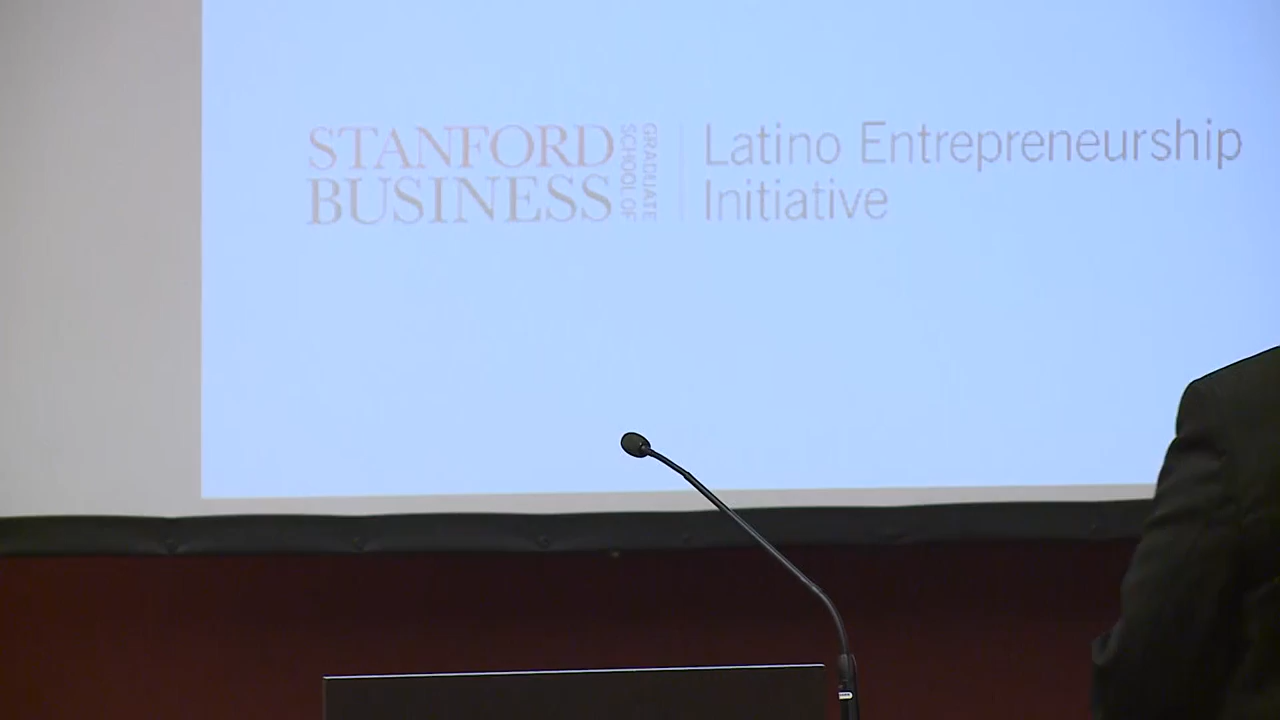 STANFORD
BUSINESS
GRADUATE
SCHOOL OF
Latino Entrepreneurship
Initiative